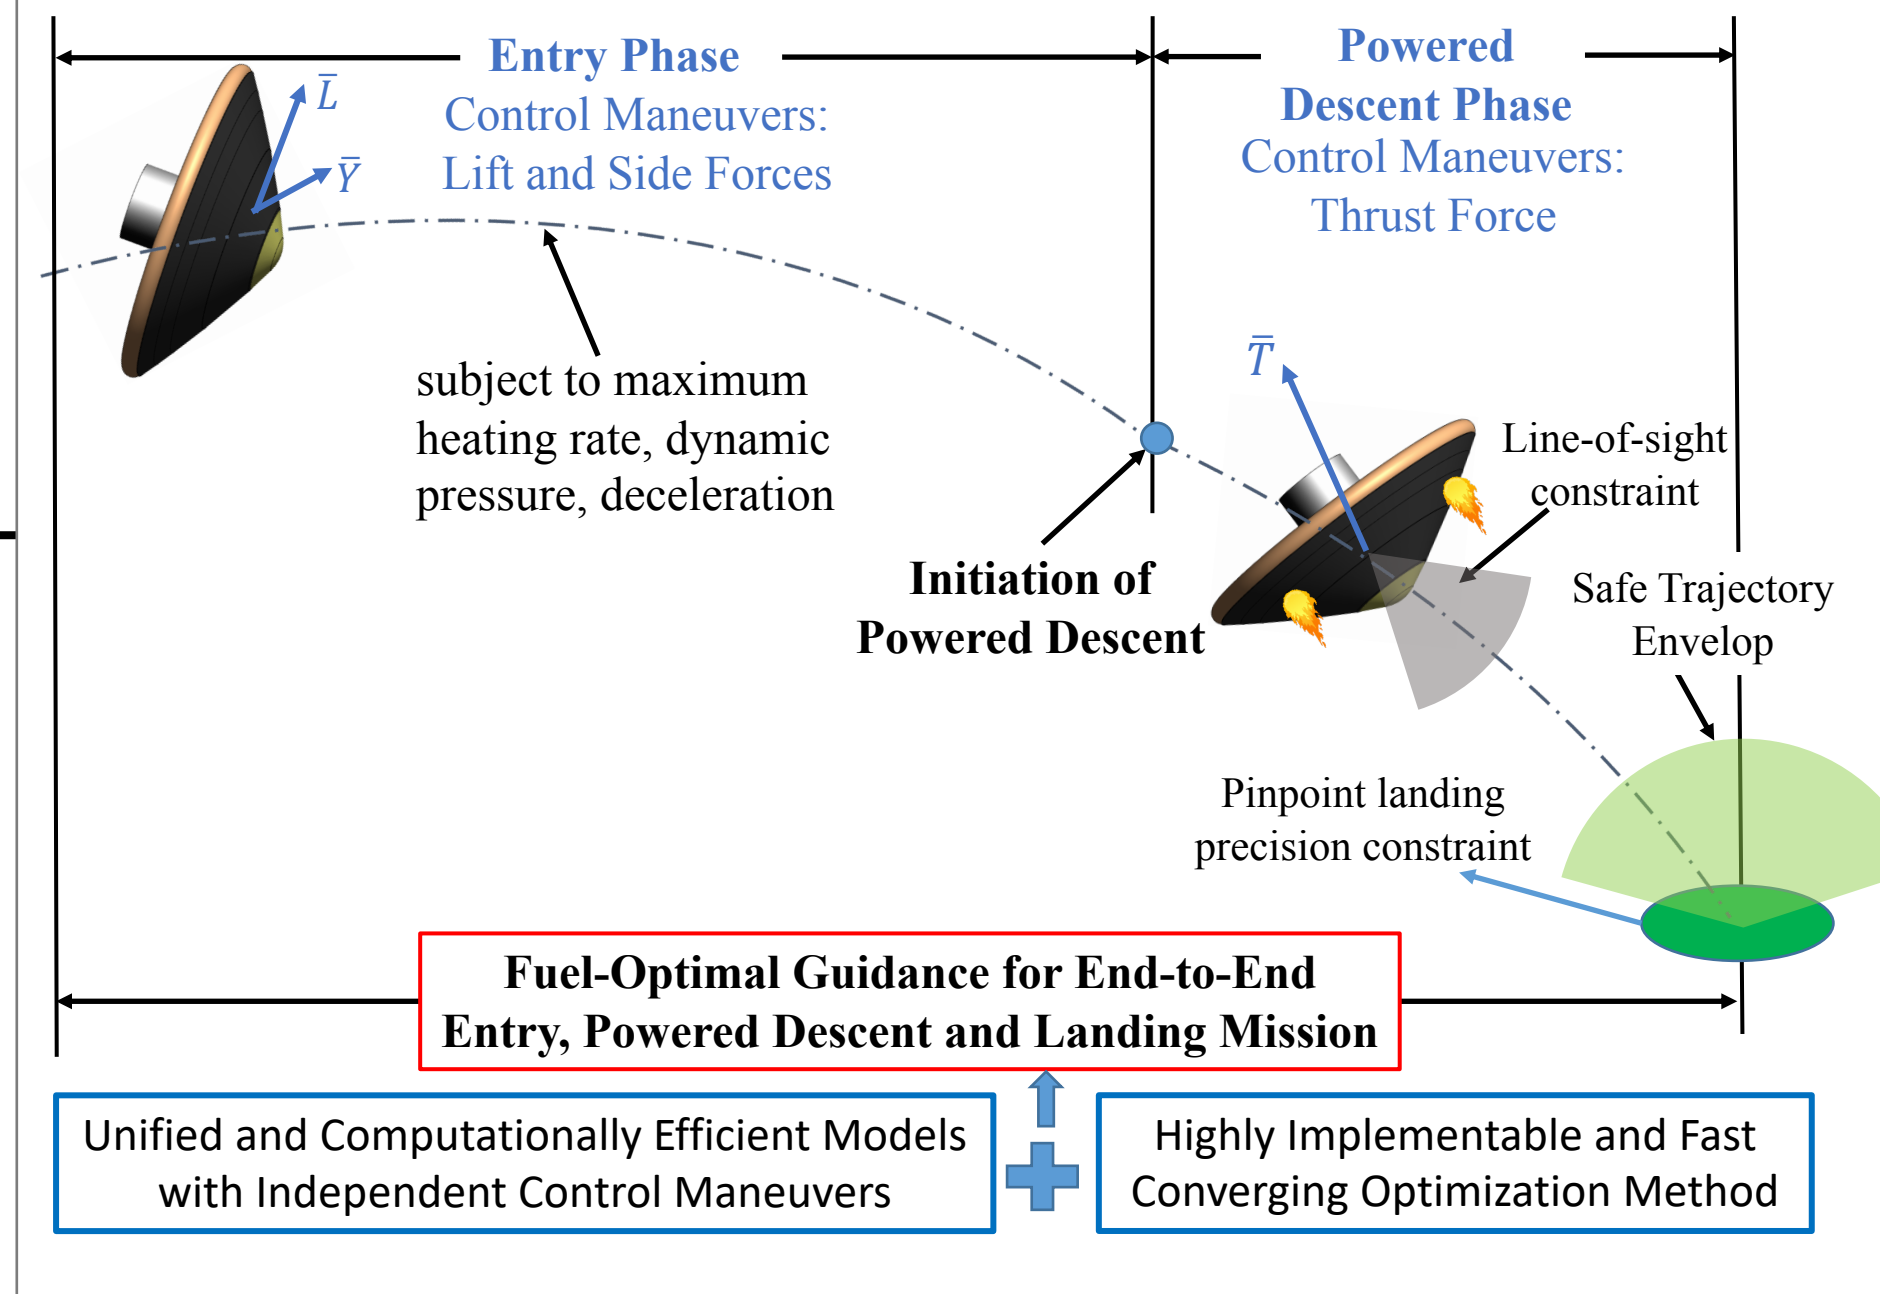 Entry Phase
Control Maneuvers:
Lift and Side Forces
Powered
Descent Phase
Control Maneuvers:
Thrust Force
L̅
Y̅
T̅
subject to maximum
heating rate, dynamic
pressure, deceleration
Line-of-sight
constraint
Initiation of
Powered Descent
Safe Trajectory
Envelop
Pinpoint landing
precision constraint
Fuel-Optimal Guidance for End-to-End
Entry, Powered Descent and Landing Mission
Unified and Computationally Efficient Models
with Independent Control Maneuvers
Highly Implementable and Fast
Converging Optimization Method